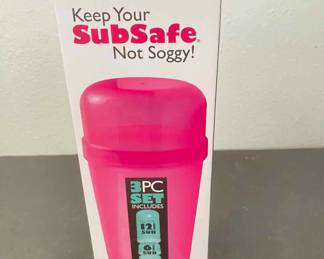 Keep Your
SubSafe®
Not Soggy!
3PC
SET
INCLUDES
12"
SUB
6"
SUB